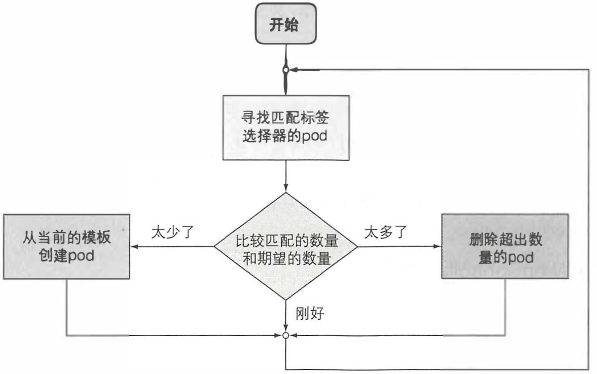 开始
寻找匹配标签
选择器的pod
太少了
太多了
从当前的模板
创建pod
比较匹配的数量
和期望的数量
删除超出数
量的pod
刚好